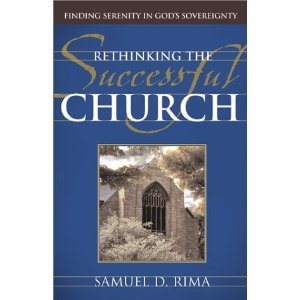 FINDING SERENITY IN GOD'S SOVEREIGNTY
RETHINKING THE
Successful
CHURCH
SAMUEL D. RIMA